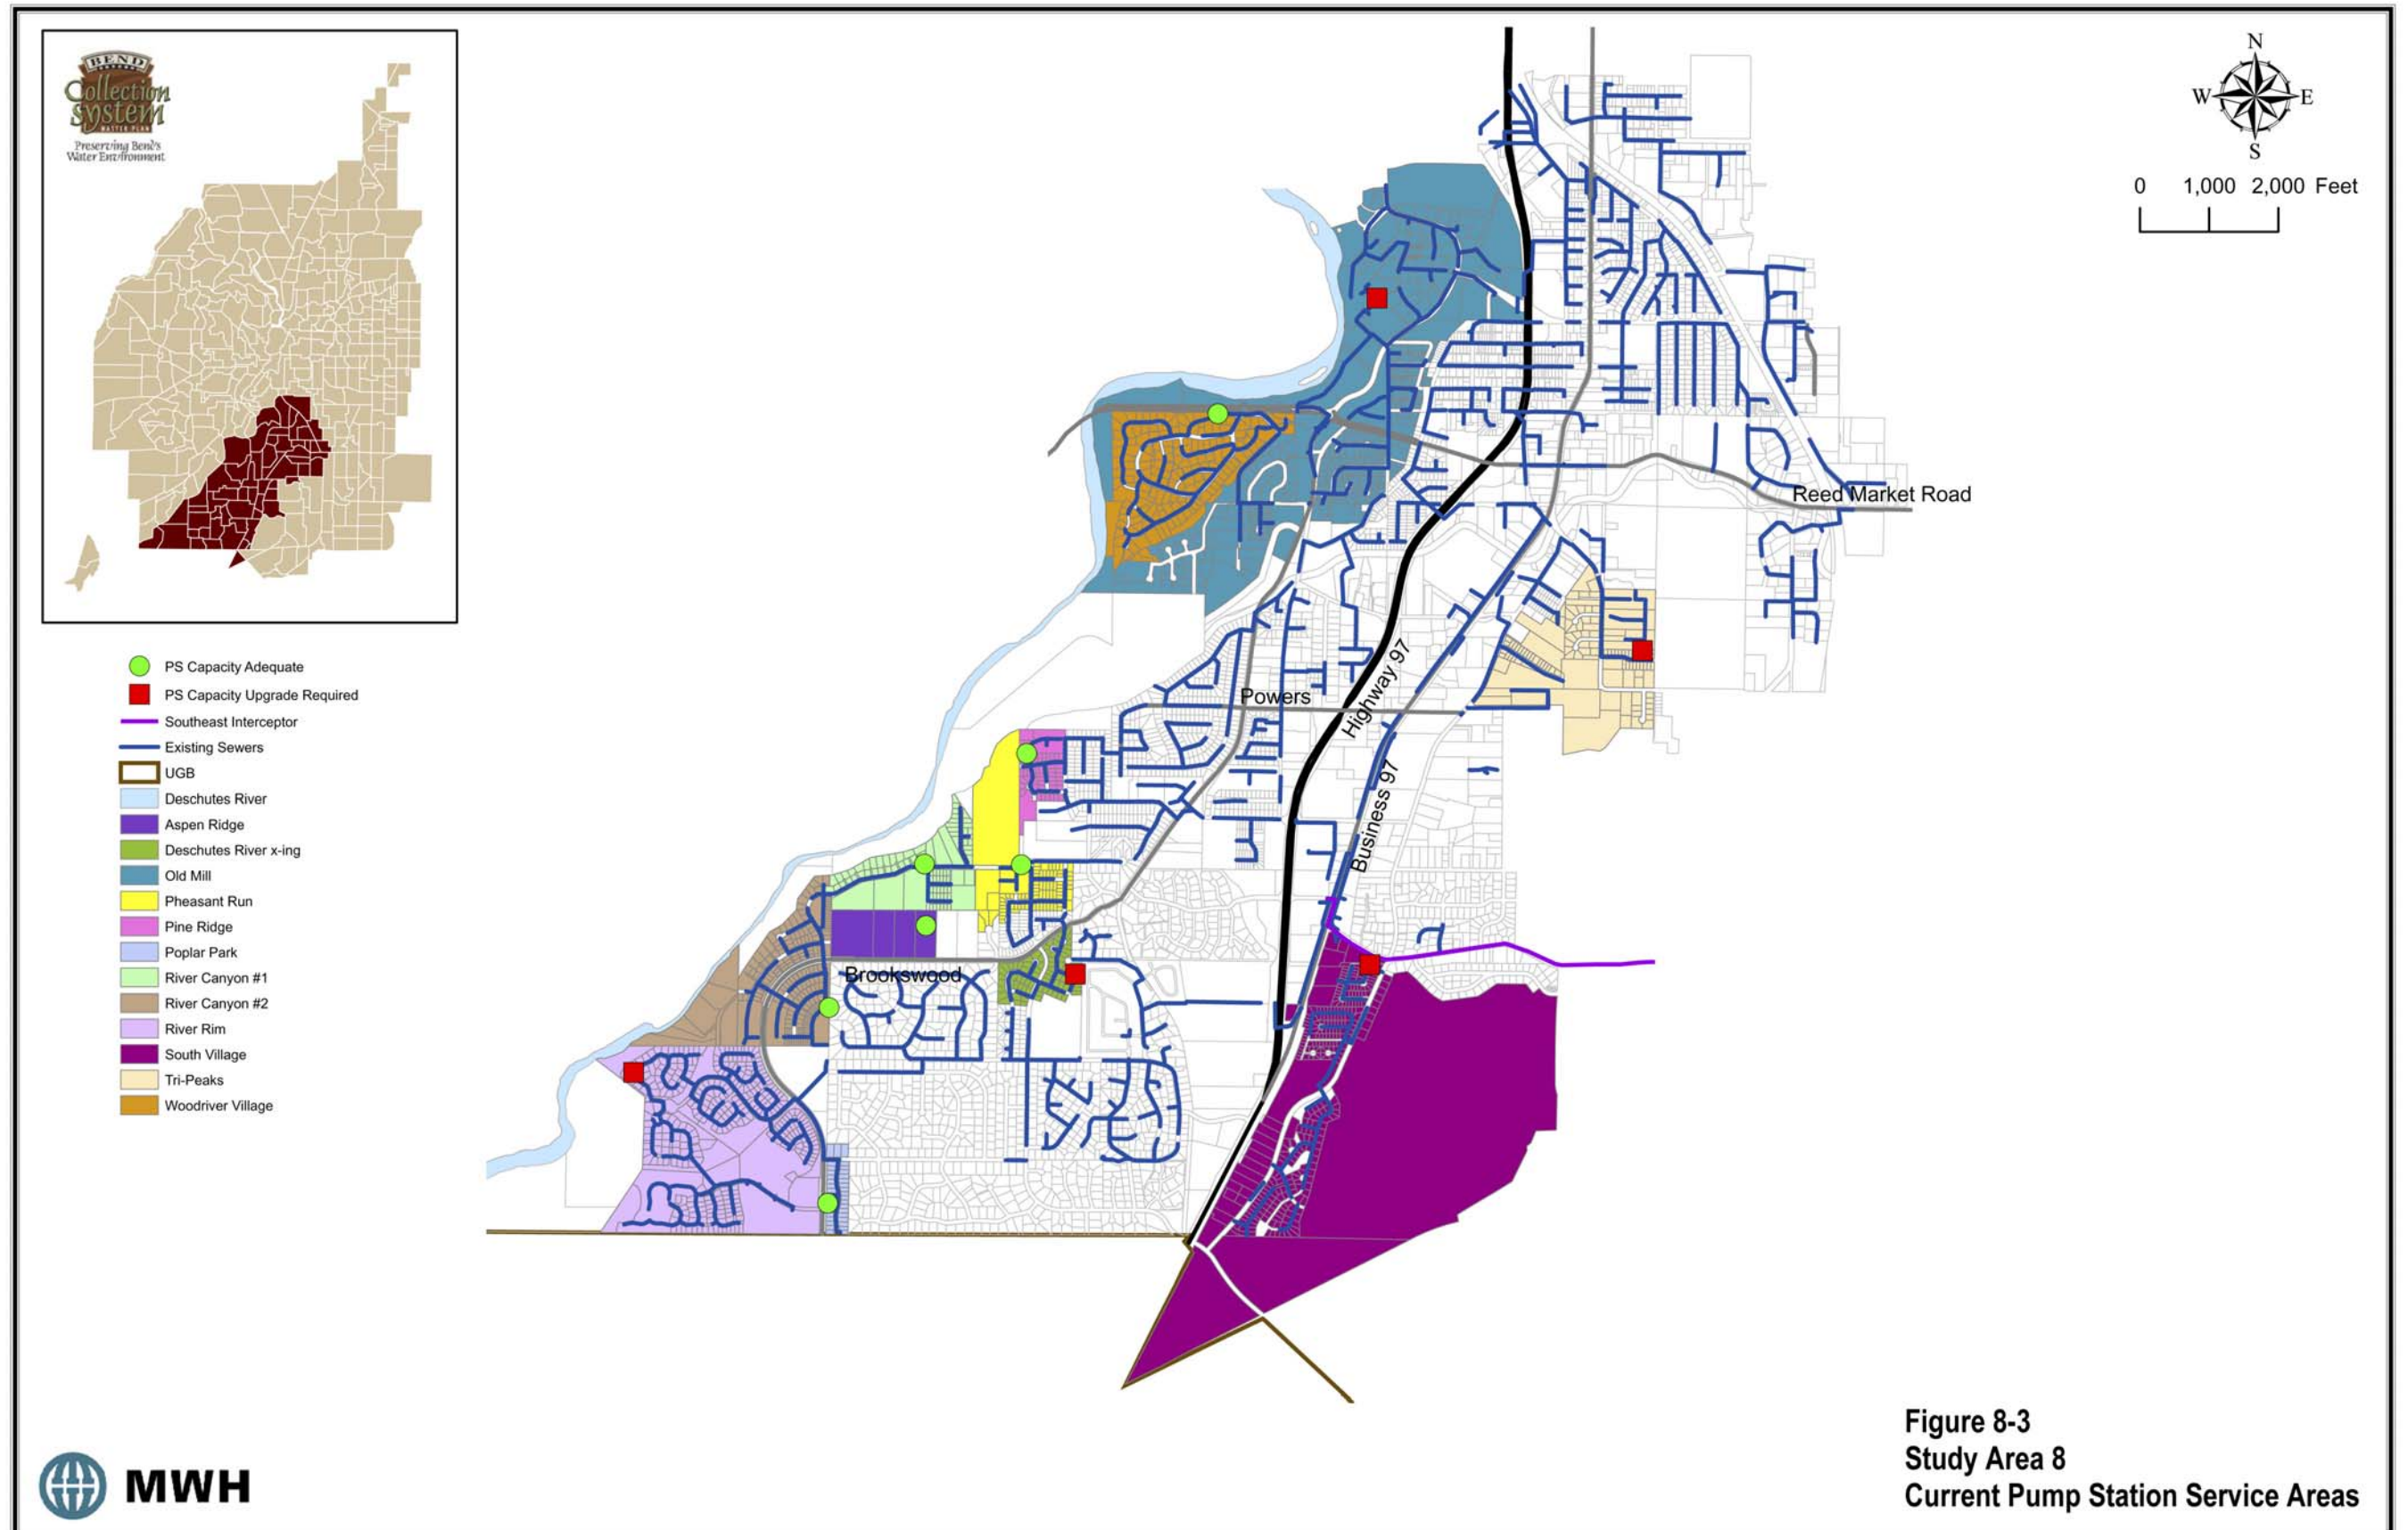 BEND
Collection
System
MASTER PLAN
Preserving Bend's
Water Environment
N
W E
S
0 1,000 2,000 Feet
Reed Market Road
Powers
Highway 97
Business 97
Brookswood
PS Capacity Adequate
PS Capacity Upgrade Required
Southeast Interceptor
Existing Sewers
UGB
Deschutes River
Aspen Ridge
Deschutes River x-ing
Old Mill
Pheasant Run
Pine Ridge
Poplar Park
River Canyon #1
River Canyon #2
River Rim
South Village
Tri-Peaks
Woodriver Village
MWH
Figure 8-3
Study Area 8
Current Pump Station Service Areas